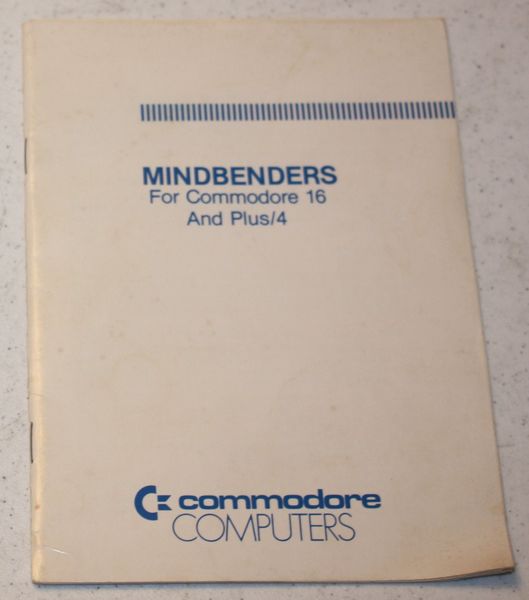 MINDBENDERS
For Commodore 16
And Plus/4
commodore
COMPUTERS